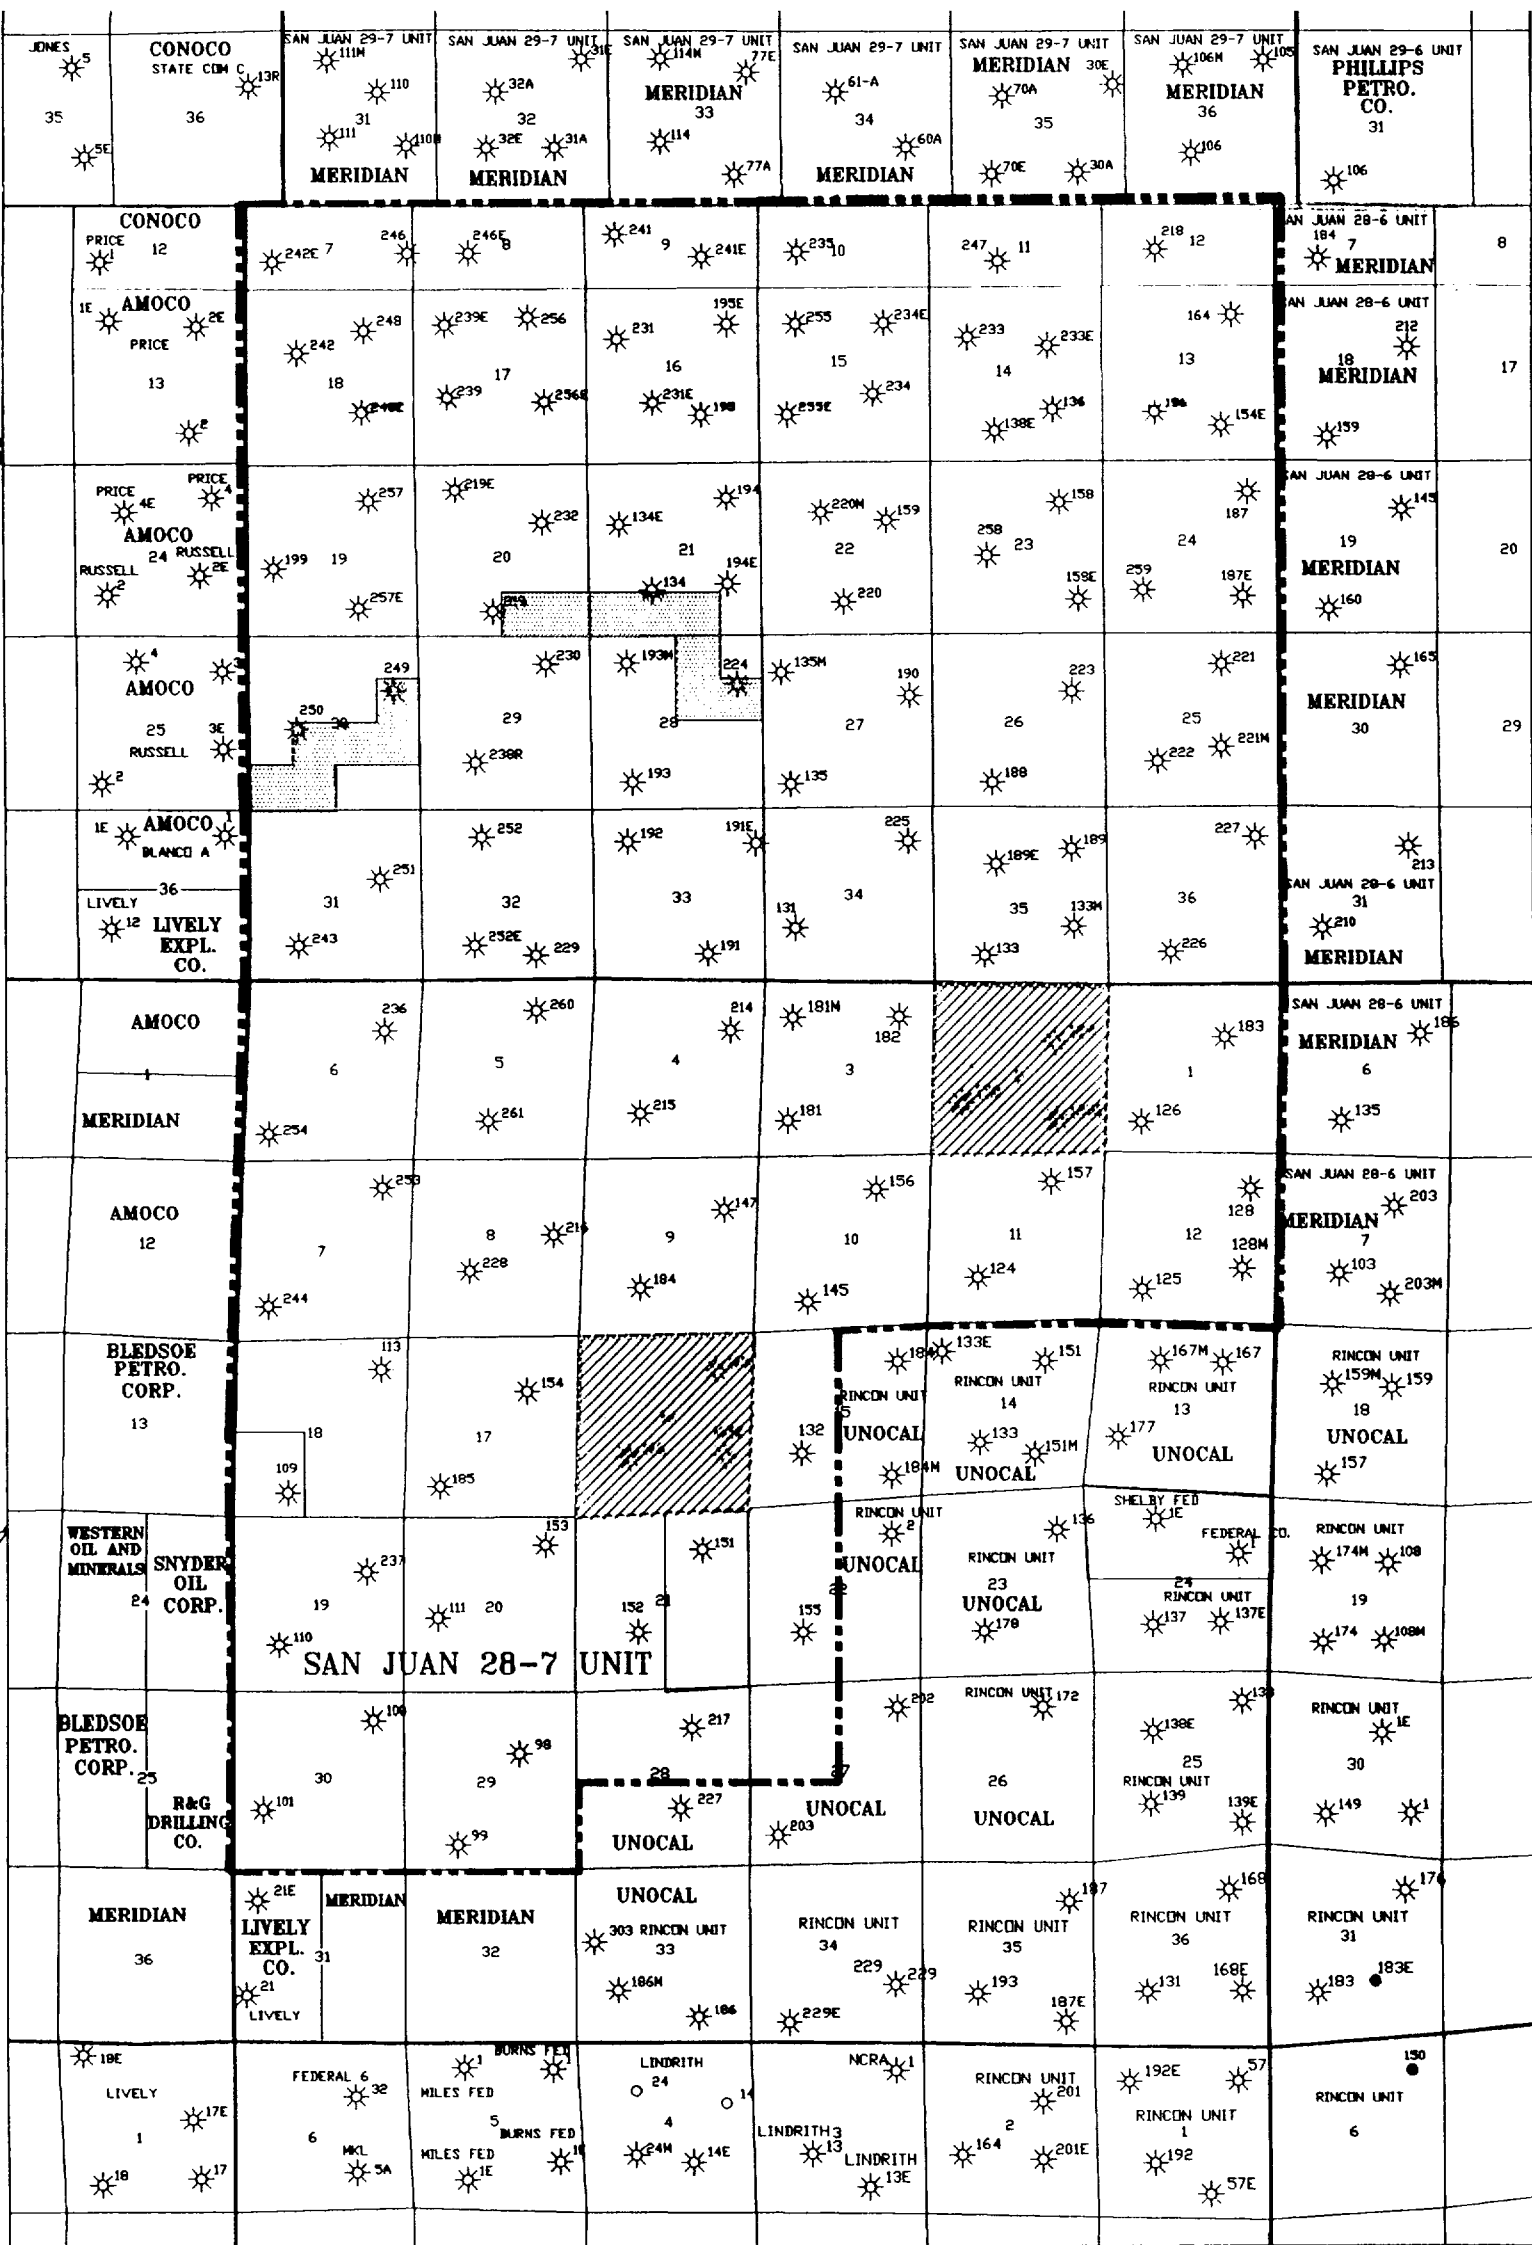 JONES
5
35
5E
CONOCO
STATE COM C
13R
36
SAN JUAN 29-7 UNIT
111M
110
31
111
MERIDIAN
SAN JUAN 29-7 UNIT
31E
32A
32
32E
31A
MERIDIAN
SAN JUAN 29-7 UNIT
114M
77E
MERIDIAN
33
114
77A
SAN JUAN 29-7 UNIT
61-A
34
60A
MERIDIAN
SAN JUAN 29-7 UNIT
MERIDIAN
30E
70A
35
70E
30A
SAN JUAN 29-7 UNIT
106M
105
MERIDIAN
36
106
SAN JUAN 29-6 UNIT
PHILLIPS
PETRO.
CO.
31
106
CONOCO
PRICE
1
12
242E
7
246
246E
8
241
9
241E
235
10
247
11
218
12
SAN JUAN 28-6 UNIT
184
7
MERIDIAN
8
1E
AMOCO
2E
PRICE
13
2
242
248
18
239E
256
17
239
231
195E
16
231E
255
234E
15
234
255E
233
233E
14
136
138E
164
13
154E
SAN JUAN 28-6 UNIT
212
18
MERIDIAN
159
17
PRICE
4
PRICE
4E
AMOCO
24
RUSSELL
2E
RUSSELL
2
257
199
19
257E
219E
232
20
194
134E
21
194E
134
220M
159
22
220
158
258
23
159E
187
24
259
187E
SAN JUAN 28-6 UNIT
145
19
MERIDIAN
160
20
4
3
AMOCO
25
3E
RUSSELL
2
249
250
30
230
29
238R
193M
224
28
193
135M
190
27
135
223
26
188
221
25
222
221M
165
MERIDIAN
30
29
1E
AMOCO
1
BLANCO A
36
LIVELY
12
LIVELY
EXPL.
CO.
251
31
243
252
32
252E
229
192
191E
33
191
225
34
131
189E
189
35
133M
133
227
36
226
213
SAN JUAN 28-6 UNIT
31
210
MERIDIAN
AMOCO
1
MERIDIAN
236
6
254
260
5
261
214
4
215
181M
182
3
181
183
1
126
SAN JUAN 28-6 UNIT
186
MERIDIAN
6
135
AMOCO
12
253
7
244
8
216
228
147
9
184
156
10
145
157
11
124
128
12
128M
125
SAN JUAN 28-6 UNIT
203
MERIDIAN
7
103
203M
BLEDSOE
PETRO.
CORP.
13
113
18
109
154
17
185
132
184
RINCON UNIT
15
UNOCAL
184M
133E
151
RINCON UNIT
14
133
151M
UNOCAL
167M
167
RINCON UNIT
13
177
UNOCAL
RINCON UNIT
159M
159
18
UNOCAL
157
WESTERN
OIL AND
MINERALS
24
SNYDER
OIL
CORP.
237
19
110
153
111
20
151
152
21
155
RINCON UNIT
2
UNOCAL
22
136
RINCON UNIT
23
UNOCAL
178
SHELBY FED
1E
FEDERAL CO.
1
24
RINCON UNIT
137
137E
RINCON UNIT
174M
108
19
174
108M
SAN JUAN 28-7 UNIT
BLEDSOE
PETRO.
CORP.
25
R&G
DRILLING
CO.
30
101
98
29
99
217
28
227
UNOCAL
202
27
UNOCAL
203
RINCON UNIT
172
26
UNOCAL
138E
25
RINCON UNIT
139
139E
RINCON UNIT
1E
30
149
1
MERIDIAN
36
21E
LIVELY
EXPL.
CO.
31
21
LIVELY
MERIDIAN
MERIDIAN
32
UNOCAL
303 RINCON UNIT
33
186M
186
RINCON UNIT
34
229
229
229E
187
RINCON UNIT
35
193
187E
168
RINCON UNIT
36
131
168E
176
RINCON UNIT
31
183
183E
18E
LIVELY
17E
1
18
17
FEDERAL 6
32
6
MKL
5A
1
BURNS FED
1
MILES FED
5
BURNS FED
MILES FED
1E
LINDRITH
24
14
4
24M
14E
NCRA
1
LINDRITH 3
13
LINDRITH
13E
RINCON UNIT
201
2
164
201E
192E
57
RINCON UNIT
1
192
57E
150
RINCON UNIT
6